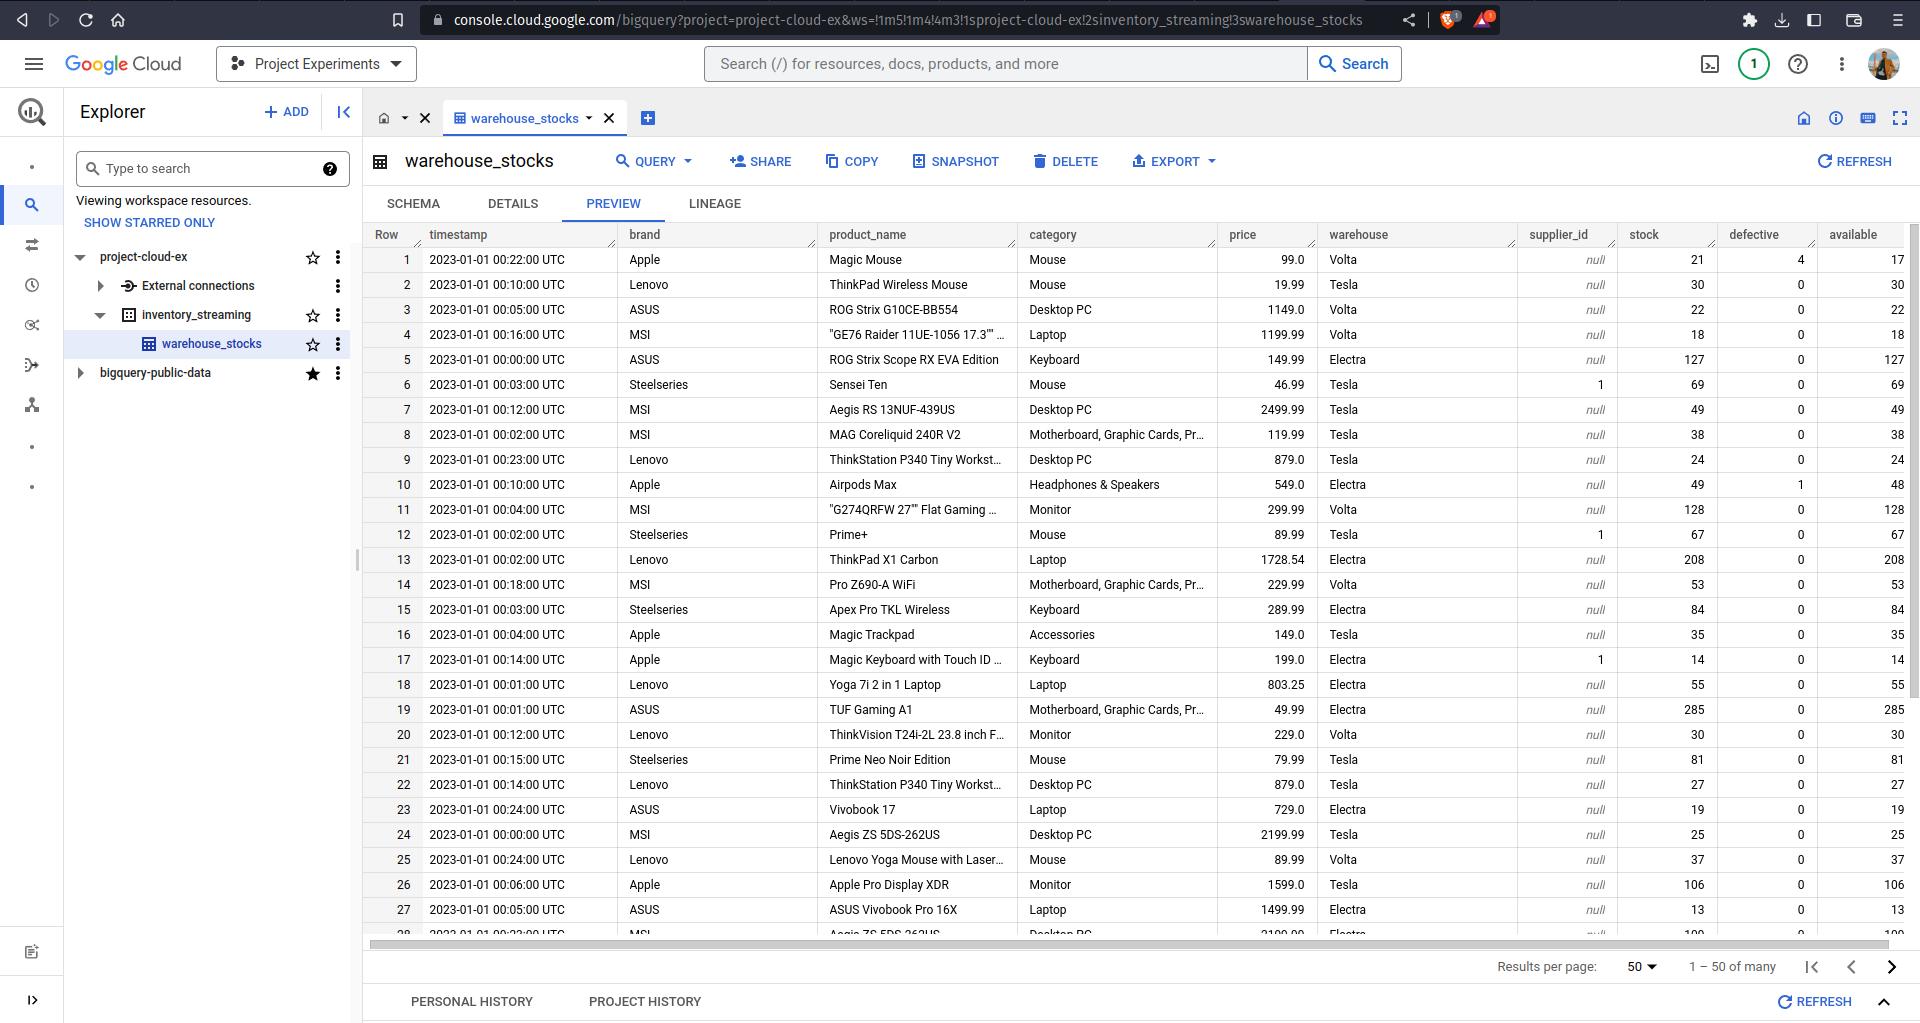 console.cloud.google.com/bigquery?project=project-cloud-ex&ws=!1m5!1m4!4m3!1sproject-cloud-ex!2sinventory_streaming!3swarehouse_stocks 1 1
Google Cloud Project Experiments Search (/) for resources, docs, products, and more Search 1
Explorer + ADD warehouse_stocks
Type to search
Viewing workspace resources.
SHOW STARRED ONLY
project-cloud-ex
External connections
inventory_streaming
warehouse_stocks
bigquery-public-data
warehouse_stocks QUERY SHARE COPY SNAPSHOT DELETE EXPORT REFRESH
SCHEMA DETAILS PREVIEW LINEAGE
Row timestamp brand product_name category price warehouse supplier_id stock defective available
1 2023-01-01 00:22:00 UTC Apple Magic Mouse Mouse 99.0 Volta null 21 4 17
2 2023-01-01 00:10:00 UTC Lenovo ThinkPad Wireless Mouse Mouse 19.99 Tesla null 30 0 30
3 2023-01-01 00:05:00 UTC ASUS ROG Strix G10CE-BB554 Desktop PC 1149.0 Volta null 22 0 22
4 2023-01-01 00:16:00 UTC MSI "GE76 Raider 11UE-1056 17.3"" ... Laptop 1199.99 Volta null 18 0 18
5 2023-01-01 00:00:00 UTC ASUS ROG Strix Scope RX EVA Edition Keyboard 149.99 Electra null 127 0 127
6 2023-01-01 00:03:00 UTC Steelseries Sensei Ten Mouse 46.99 Tesla 1 69 0 69
7 2023-01-01 00:12:00 UTC MSI Aegis RS 13NUF-439US Desktop PC 2499.99 Tesla null 49 0 49
8 2023-01-01 00:02:00 UTC MSI MAG Coreliquid 240R V2 Motherboard, Graphic Cards, Pr... 119.99 Tesla null 38 0 38
9 2023-01-01 00:23:00 UTC Lenovo ThinkStation P340 Tiny Workst... Desktop PC 879.0 Tesla null 24 0 24
10 2023-01-01 00:10:00 UTC Apple Airpods Max Headphones & Speakers 549.0 Electra null 49 1 48
11 2023-01-01 00:04:00 UTC MSI "G274QRFW 27"" Flat Gaming ... Monitor 299.99 Volta null 128 0 128
12 2023-01-01 00:02:00 UTC Steelseries Prime+ Mouse 89.99 Tesla 1 67 0 67
13 2023-01-01 00:02:00 UTC Lenovo ThinkPad X1 Carbon Laptop 1728.54 Electra null 208 0 208
14 2023-01-01 00:18:00 UTC MSI Pro Z690-A WiFi Motherboard, Graphic Cards, Pr... 229.99 Volta null 53 0 53
15 2023-01-01 00:03:00 UTC Steelseries Apex Pro TKL Wireless Keyboard 289.99 Electra null 84 0 84
16 2023-01-01 00:04:00 UTC Apple Magic Trackpad Accessories 149.0 Tesla null 35 0 35
17 2023-01-01 00:14:00 UTC Apple Magic Keyboard with Touch ID ... Keyboard 199.0 Electra 1 14 0 14
18 2023-01-01 00:01:00 UTC Lenovo Yoga 7i 2 in 1 Laptop Laptop 803.25 Electra null 55 0 55
19 2023-01-01 00:01:00 UTC ASUS TUF Gaming A1 Motherboard, Graphic Cards, Pr... 49.99 Electra null 285 0 285
20 2023-01-01 00:12:00 UTC Lenovo ThinkVision T24i-2L 23.8 inch F... Monitor 229.0 Volta null 30 0 30
21 2023-01-01 00:15:00 UTC Steelseries Prime Neo Noir Edition Mouse 79.99 Tesla null 81 0 81
22 2023-01-01 00:14:00 UTC Lenovo ThinkStation P340 Tiny Workst... Desktop PC 879.0 Tesla null 27 0 27
23 2023-01-01 00:24:00 UTC ASUS Vivobook 17 Laptop 729.0 Electra null 19 0 19
24 2023-01-01 00:00:00 UTC MSI Aegis ZS 5DS-262US Desktop PC 2199.99 Tesla null 25 0 25
25 2023-01-01 00:24:00 UTC Lenovo Lenovo Yoga Mouse with Laser... Mouse 89.99 Volta null 37 0 37
26 2023-01-01 00:06:00 UTC Apple Apple Pro Display XDR Monitor 1599.0 Tesla null 106 0 106
27 2023-01-01 00:05:00 UTC ASUS ASUS Vivobook Pro 16X Laptop 1499.99 Electra null 13 0 13
Results per page: 50 1 – 50 of many
PERSONAL HISTORY PROJECT HISTORY REFRESH